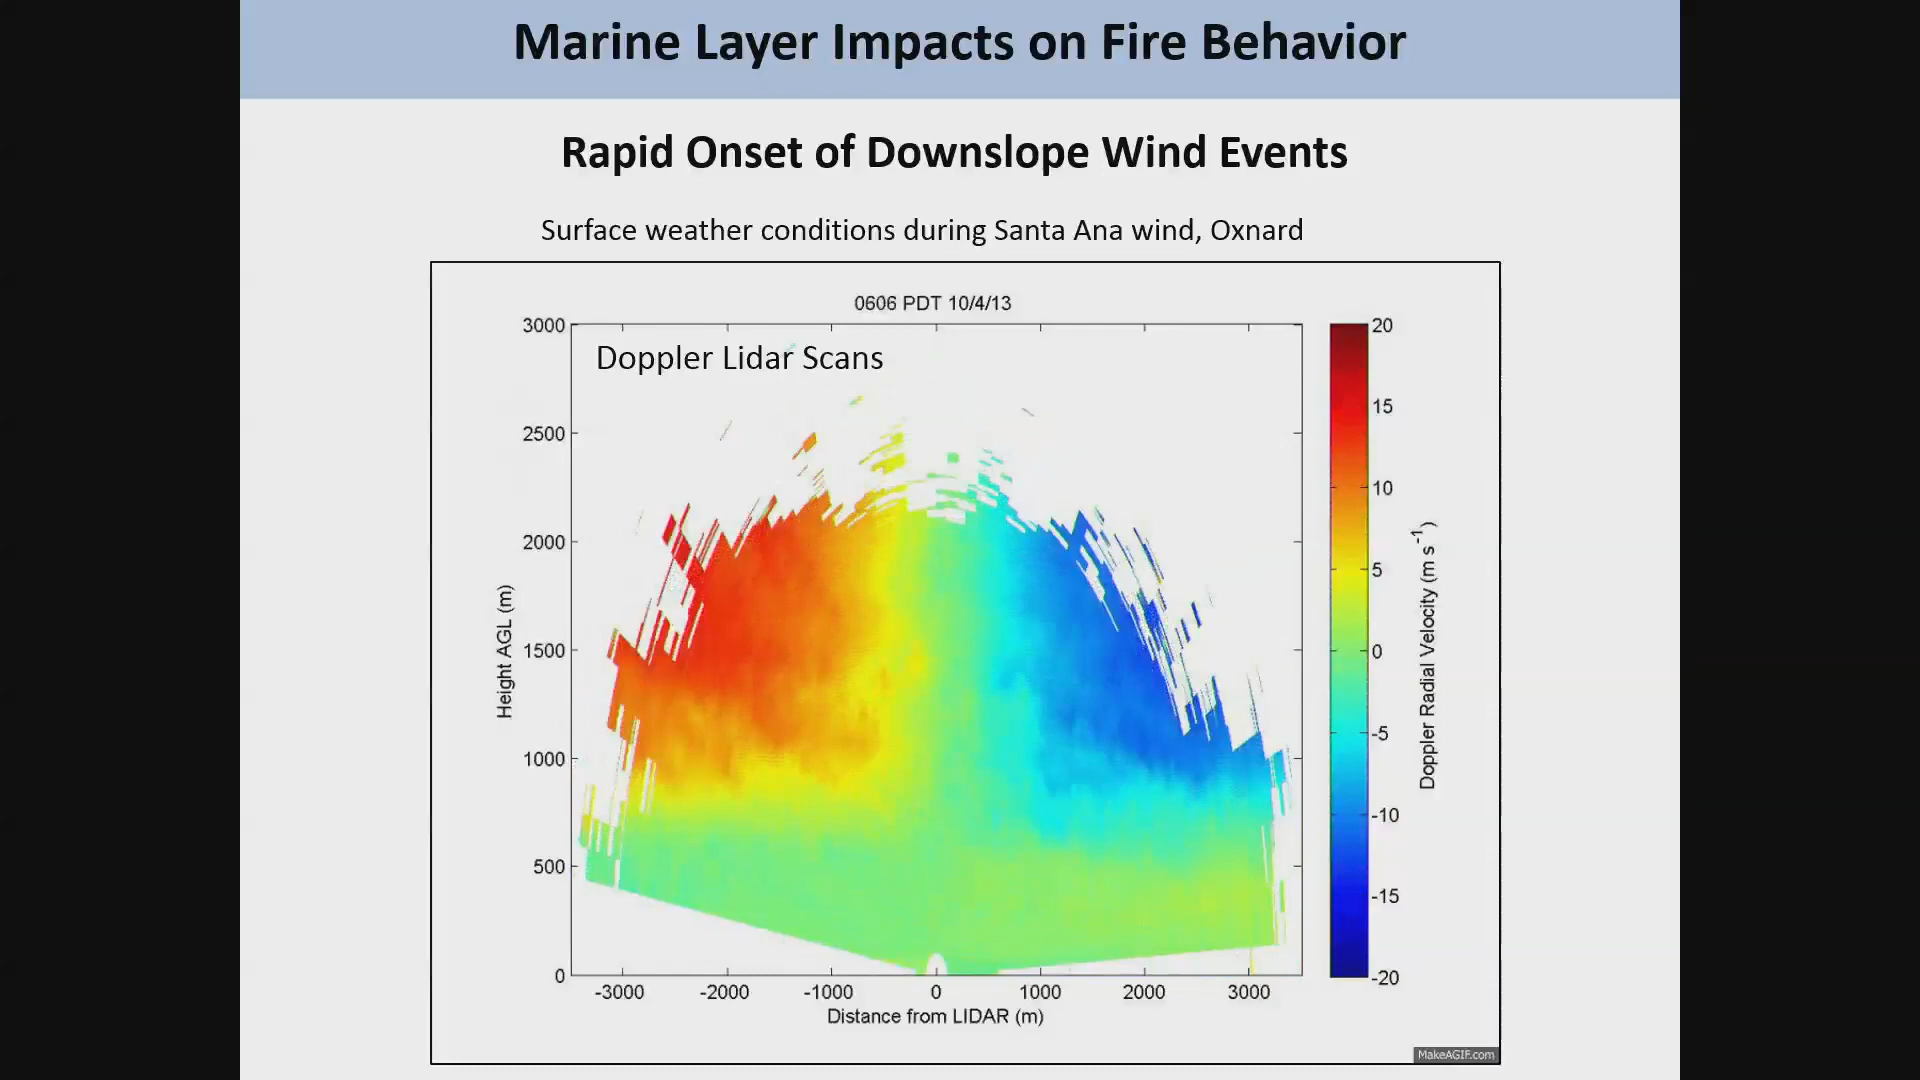 Marine Layer Impacts on Fire Behavior
Rapid Onset of Downslope Wind Events
Surface weather conditions during Santa Ana wind, Oxnard
0606 PDT 10/4/13
Doppler Lidar Scans
3000
2500
2000
1500
1000
500
0
Height AGL (m)
-3000 -2000 -1000 0 1000 2000 3000
Distance from LIDAR (m)
20
15
10
5
0
-5
-10
-15
-20
Doppler Radial Velocity (m s-1)
MakeAGIF.com